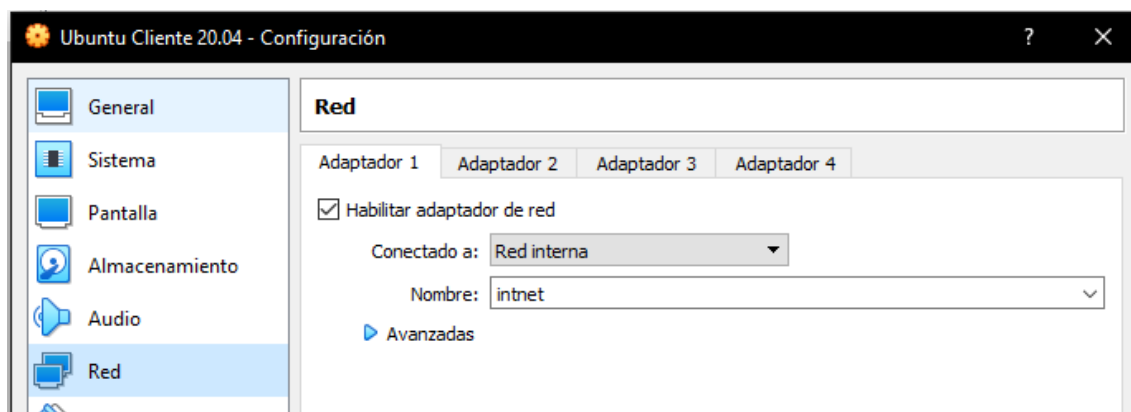 Ubuntu Cliente 20.04 - Configuración ? ×
General
Sistema
Pantalla
Almacenamiento
Audio
Red
Red
Adaptador 1 Adaptador 2 Adaptador 3 Adaptador 4
Habilitar adaptador de red
Conectado a: Red interna
Nombre: intnet
Avanzadas